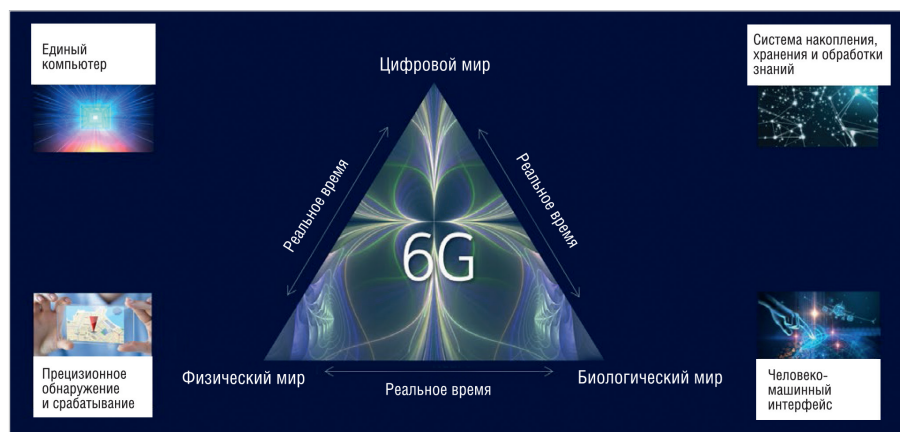 Единый
компьютер
Система накопления,
хранения и обработки
знаний
Цифровой мир
Реальное время
Реальное время
6G
Физический мир
Реальное время
Биологический мир
Прецизионное
обнаружение
и срабатывание
Человеко-
машинный
интерфейс